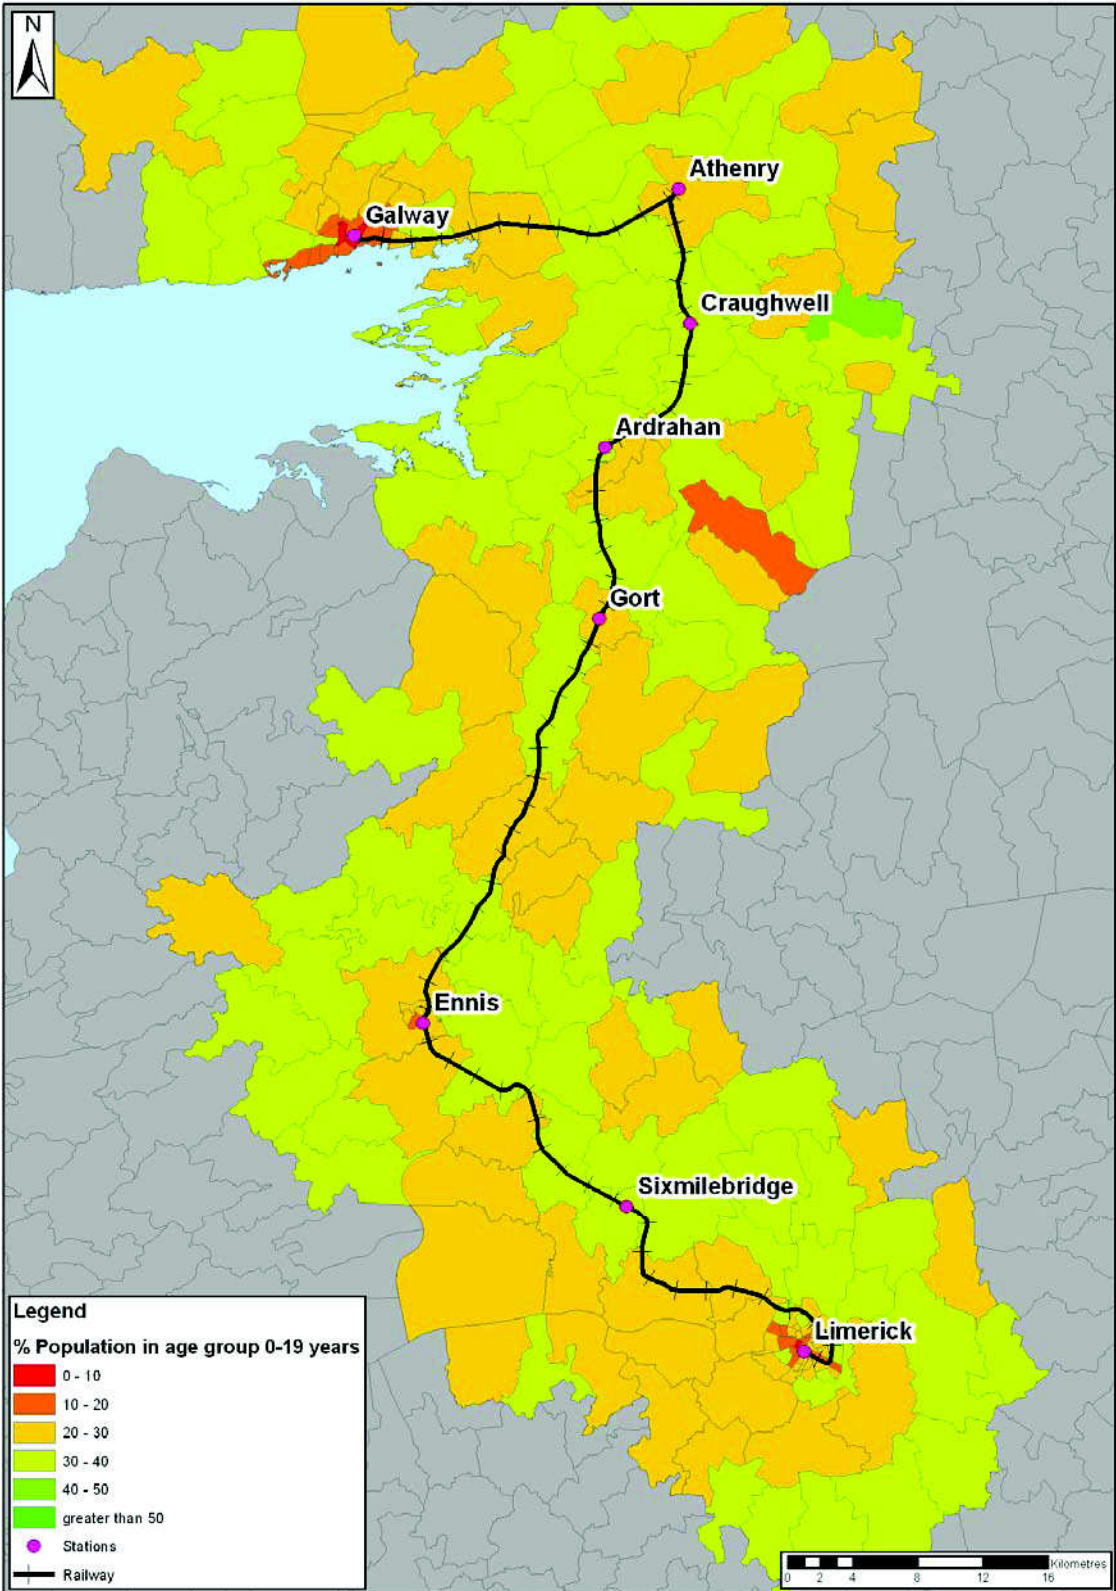 N
Athenry
Galway
Craughwell
Ardrahan
Gort
Ennis
Sixmilebridge
Limerick
Legend
% Population in age group 0-19 years
0 - 10
10 - 20
20 - 30
30 - 40
40 - 50
greater than 50
Stations
Railway
Kilometres
0 2 4 8 12 16